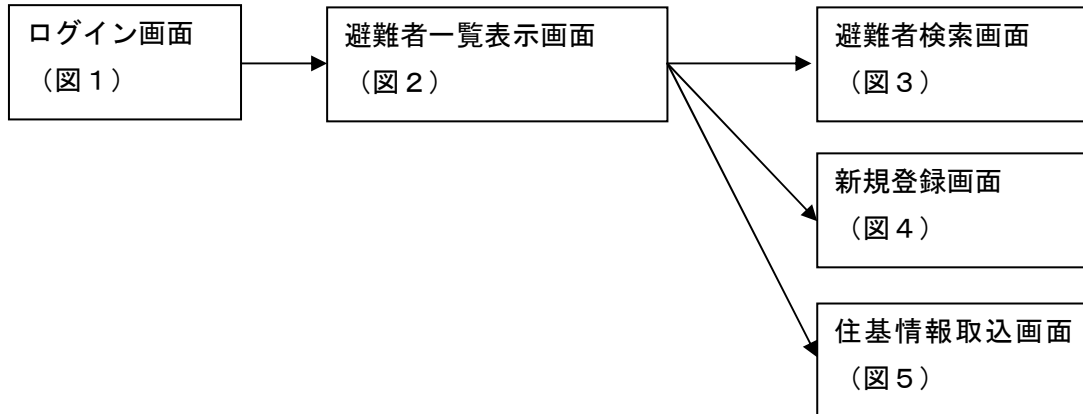 ログイン画面
（図１）
避難者一覧表示画面
（図２）
避難者検索画面
（図３）
新規登録画面
（図４）
住基情報取込画面
（図５）